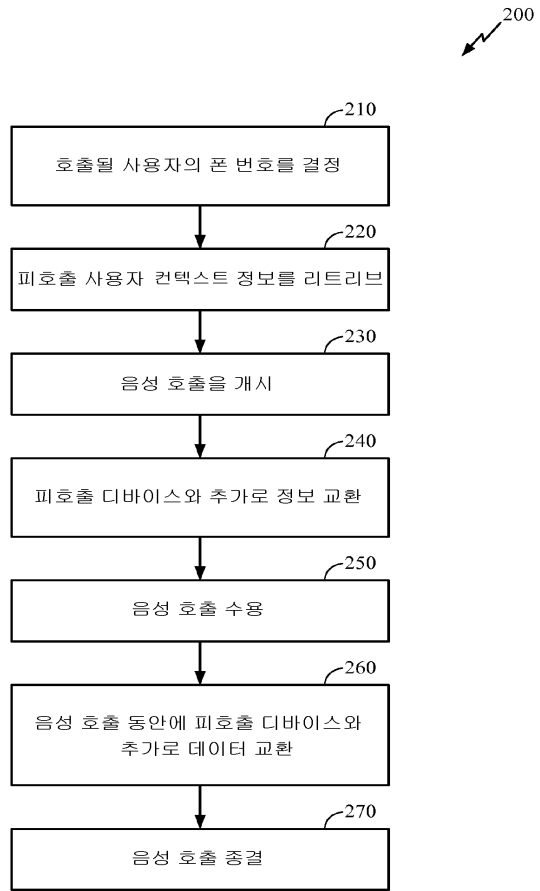 200
210
호출될 사용자의 폰 번호를 결정
220
피호출 사용자 컨텍스트 정보를 리트리브
230
음성 호출을 개시
240
피호출 디바이스와 추가로 정보 교환
250
음성 호출 수용
260
음성 호출 동안에 피호출 디바이스와
추가로 데이터 교환
270
음성 호출 종결